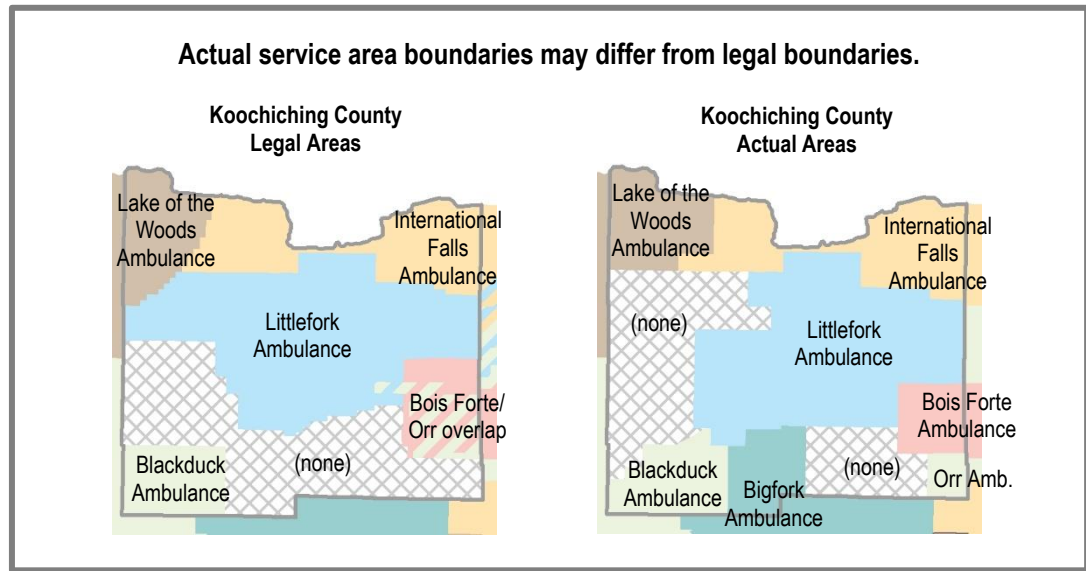 Actual service area boundaries may differ from legal boundaries.
Koochiching County
Legal Areas
Lake of the
Woods
Ambulance
International
Falls
Ambulance
Littlefork
Ambulance
Bois Forte/
Orr overlap
(none)
Blackduck
Ambulance
Koochiching County
Actual Areas
Lake of the
Woods
Ambulance
International
Falls
Ambulance
(none)
Littlefork
Ambulance
Bois Forte
Ambulance
Blackduck
Ambulance
Bigfork
Ambulance
(none)
Orr Amb.